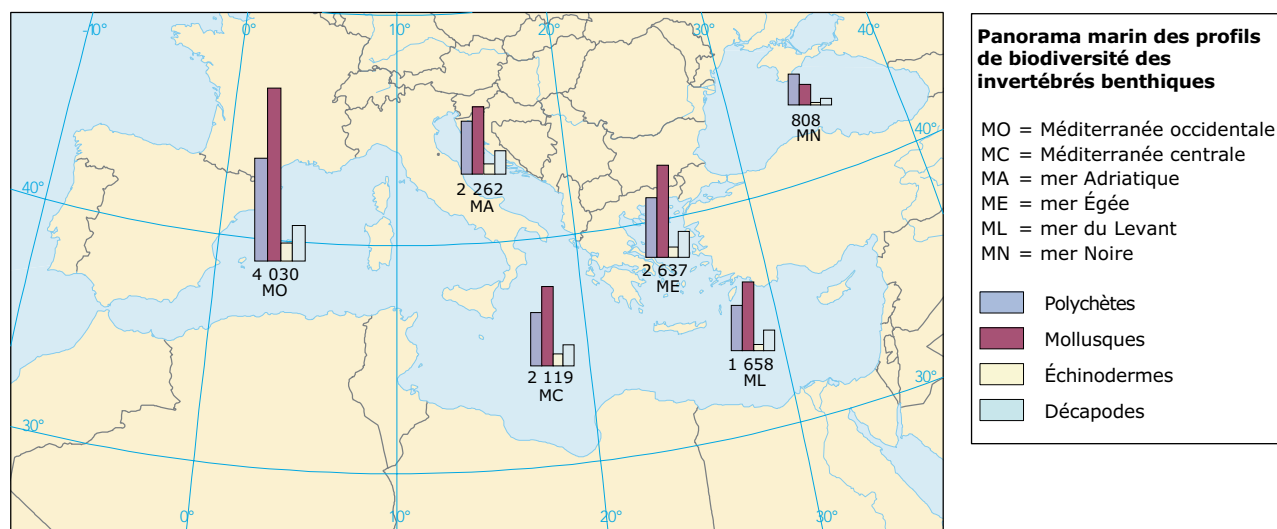 -10°
0°
10°
20°
30°
40°
40°
40°
808
MN
2 262
MA
4 030
MO
2 637
ME
1 658
ML
2 119
MC
30°
30°
0°
10°
20°
30°
Panorama marin des profils
de biodiversité des
invertébrés benthiques
MO = Méditerranée occidentale
MC = Méditerranée centrale
MA = mer Adriatique
ME = mer Égée
ML = mer du Levant
MN = mer Noire
Polychètes
Mollusques
Échinodermes
Décapodes